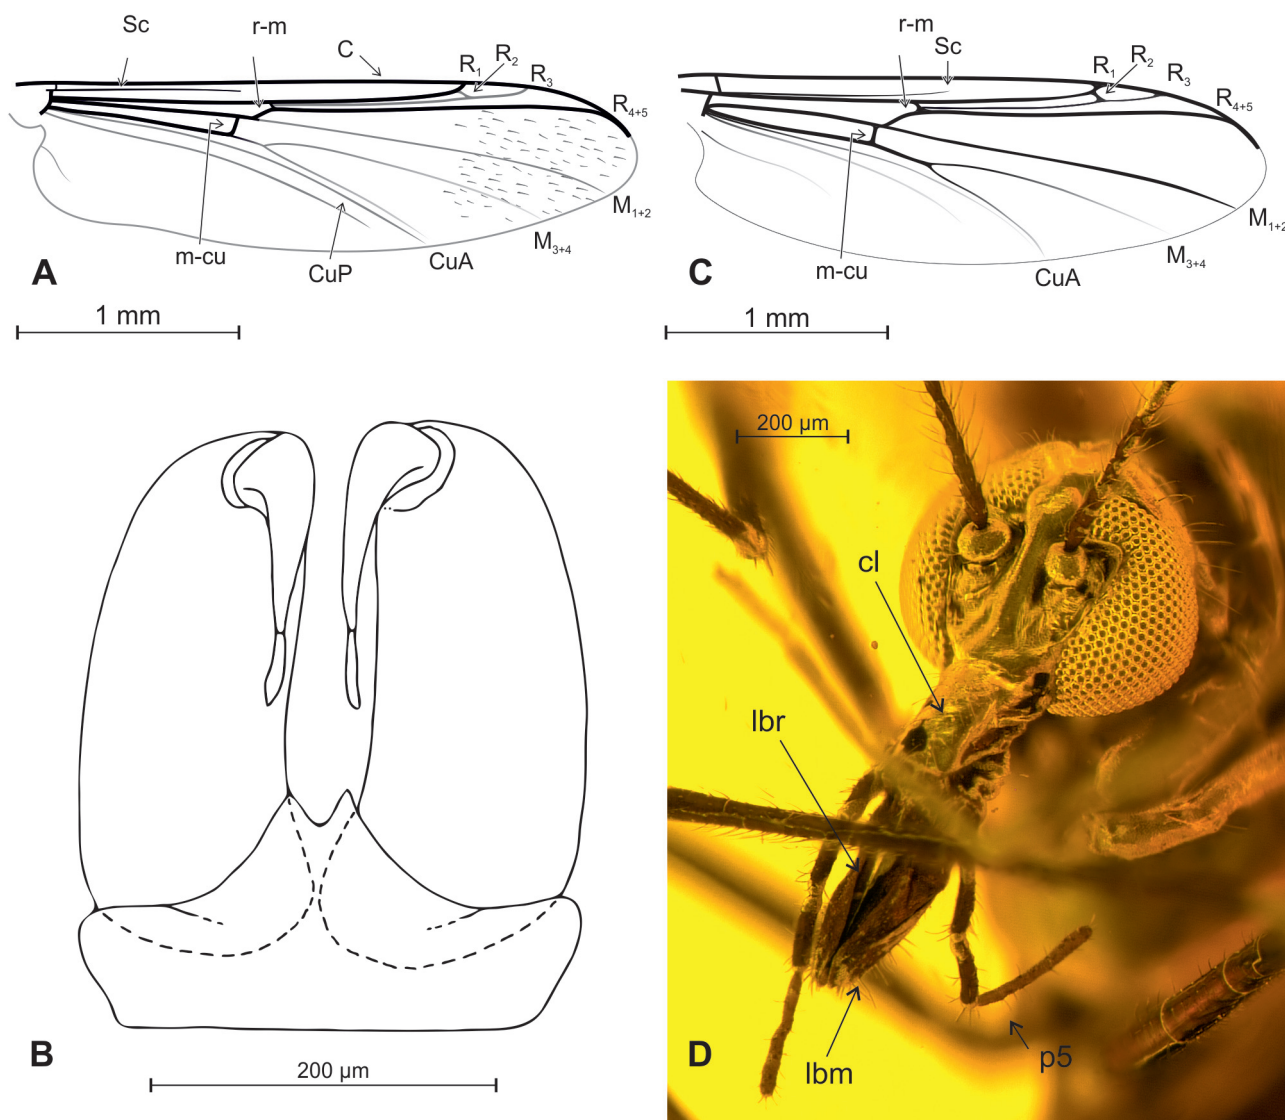 Sc
r-m
C
R1
R2
R3
R4+5
M1+2
M3+4
m-cu
CuP
CuA
A
1 mm
r-m
Sc
R1
R2
R3
R4+5
M1+2
M3+4
m-cu
CuA
C
1 mm
B
200 µm
200 µm
cl
lbr
lbm
p5
D